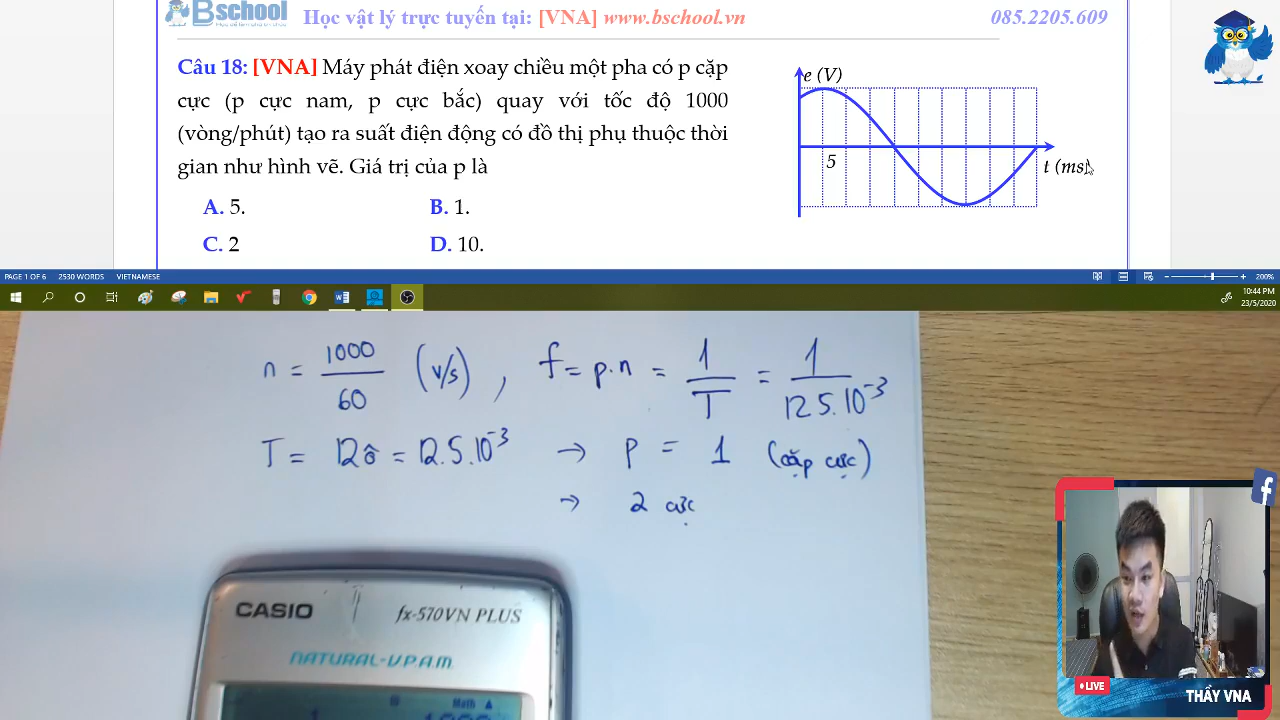 Bschool
Học vật lý trực tuyến tại: [VNA] www.bschool.vn
085.2205.609
Câu 18: [VNA] Máy phát điện xoay chiều một pha có p cặp
cực (p cực nam, p cực bắc) quay với tốc độ 1000
(vòng/phút) tạo ra suất điện động có đồ thị phụ thuộc thời
gian như hình vẽ. Giá trị của p là
A. 5. B. 1.
C. 2 D. 10.
e (V)
5
t (ms)
PAGE 1 OF 6 2530 WORDS VIETNAMESE
200%
10:44 PM
23/5/2020
n = 1000/60 (v/s), f = p.n = 1/T = 1/12.5.10⁻³
T = 12ô = 12.5.10⁻³ → p = 1 (cặp cực)
→ 2 cực
CASIO fx-570VN PLUS
NATURAL-V.P.A.M.
Math ▲
LIVE
THẦY VNA